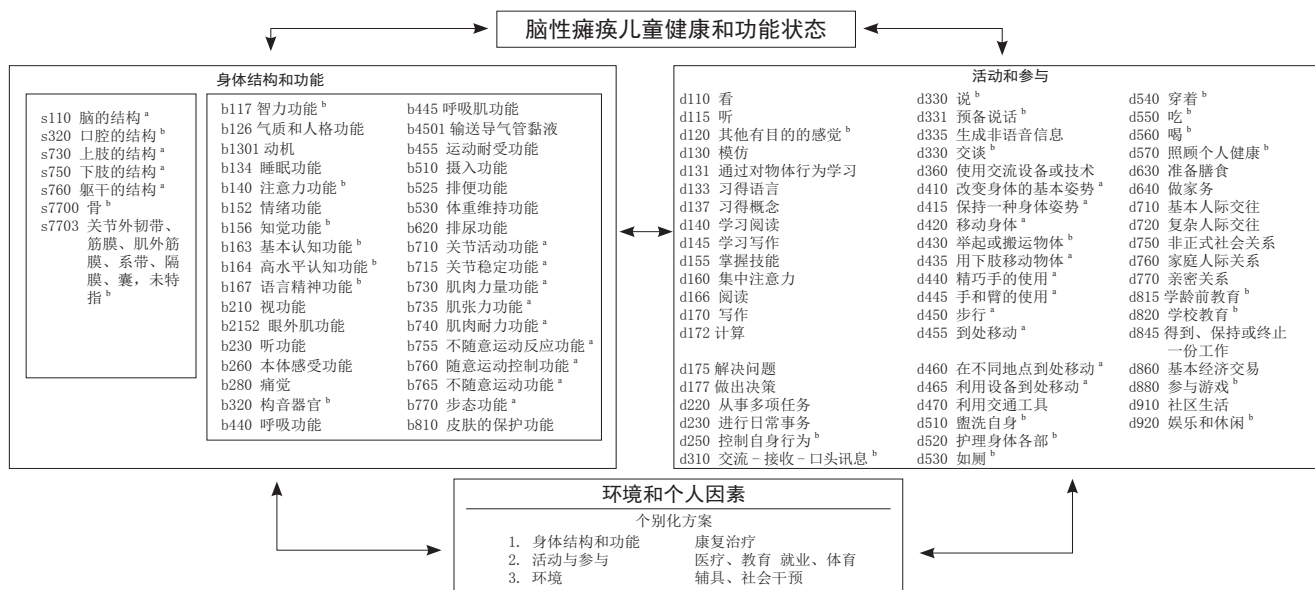 脑性瘫痪儿童健康和功能状态
身体结构和功能
s110 脑的结构 a
s320 口腔的结构 b
s730 上肢的结构 a
s750 下肢的结构 a
s760 躯干的结构 a
s7700 骨 b
s7703 关节外韧带、
筋膜、肌外筋
膜、系带、隔
膜、囊，未特
指 b
b117 智力功能 b
b126 气质和人格功能
b1301 动机
b134 睡眠功能
b140 注意力功能 b
b152 情绪功能
b156 知觉功能 b
b163 基本认知功能 b
b164 高水平认知功能 b
b167 语言精神功能 b
b210 视功能
b2152 眼外肌功能
b230 听功能
b260 本体感受功能
b280 痛觉
b320 构音器官 b
b440 呼吸功能
b445 呼吸肌功能
b4501 输送导气管黏液
b455 运动耐受功能
b510 摄入功能
b525 排便功能
b530 体重维持功能
b620 排尿功能
b710 关节活动功能 a
b715 关节稳定功能 a
b730 肌肉力量功能 a
b735 肌张力功能 a
b740 肌肉耐力功能 a
b755 不随意运动反应功能 a
b760 随意运动控制功能 a
b765 不随意运动功能 a
b770 步态功能 a
b810 皮肤的保护功能
活动和参与
d110 看
d115 听
d120 其他有目的的感觉 b
d130 模仿
d131 通过对物体行为学习
d133 习得语言
d137 习得概念
d140 学习阅读
d145 学习写作
d155 掌握技能
d160 集中注意力
d166 阅读
d170 写作
d172 计算
d175 解决问题
d177 做出决策
d220 从事多项任务
d230 进行日常事务
d250 控制自身行为 b
d310 交流－接收－口头讯息 b
d330 说 b
d331 预备说话 b
d335 生成非语音信息
d330 交谈 b
d360 使用交流设备或技术
d410 改变身体的基本姿势 a
d415 保持一种身体姿势 a
d420 移动身体 a
d430 举起或搬运物体 b
d435 用下肢移动物体 a
d440 精巧手的使用 a
d445 手和臂的使用 a
d450 步行 a
d455 到处移动 a
d460 在不同地点到处移动 a
d465 利用设备到处移动 a
d470 利用交通工具
d510 盥洗自身 b
d520 护理身体各部 b
d530 如厕 b
d540 穿着 b
d550 吃 b
d560 喝 b
d570 照顾个人健康 b
d630 准备膳食
d640 做家务
d710 基本人际交往
d720 复杂人际交往
d750 非正式社会关系
d760 家庭人际关系
d770 亲密关系
d815 学龄前教育 b
d820 学校教育 b
d845 得到、保持或终止
一份工作
d860 基本经济交易
d880 参与游戏 b
d910 社区生活
d920 娱乐和休闲 b
环境和个人因素
个别化方案
1. 身体结构和功能 康复治疗
2. 活动与参与 医疗、教育 就业、体育
3. 环境 辅具、社会干预